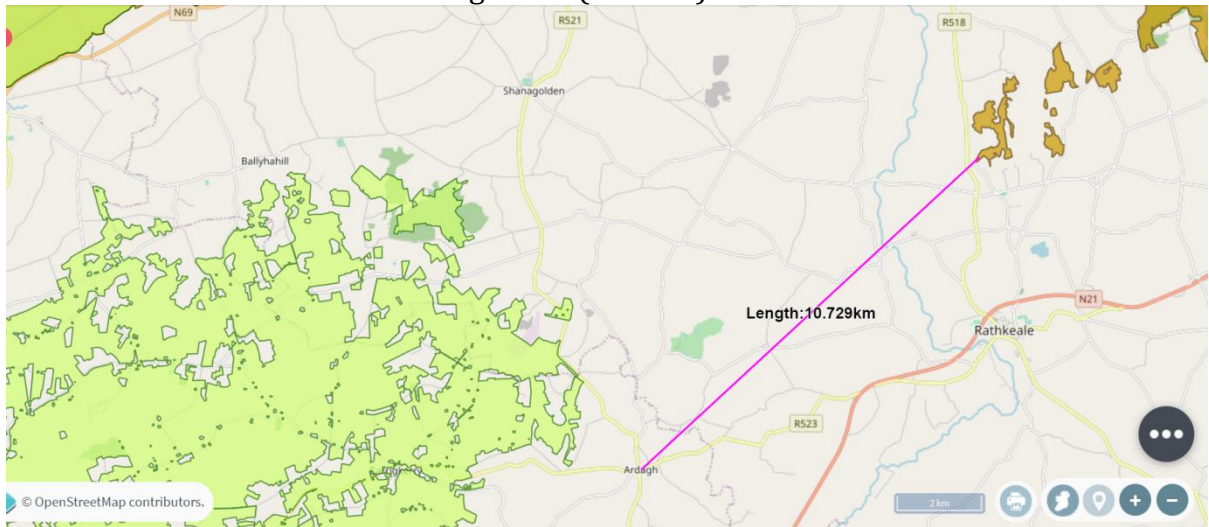 N69
R521
R518
Shanagolden
Ballyhahill
Length:10.729km
N21
Rathkeale
R523
Ardagh
© OpenStreetMap contributors.
2 km